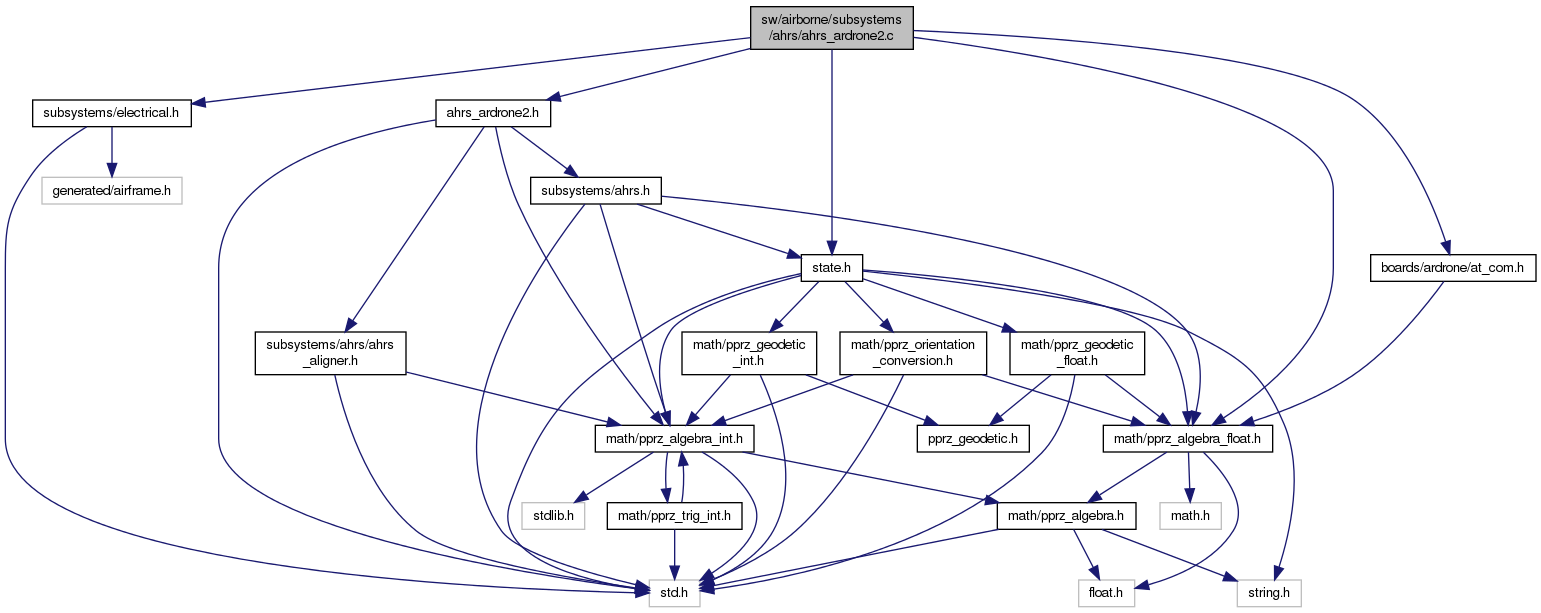 sw/airborne/subsystems
/ahrs/ahrs_ardrone2.c
subsystems/electrical.h
ahrs_ardrone2.h
generated/airframe.h
subsystems/ahrs.h
state.h
boards/ardrone/at_com.h
subsystems/ahrs/ahrs
_aligner.h
math/pprz_geodetic
_int.h
math/pprz_orientation
_conversion.h
math/pprz_geodetic
_float.h
math/pprz_algebra_int.h
pprz_geodetic.h
math/pprz_algebra_float.h
stdlib.h
math/pprz_trig_int.h
math/pprz_algebra.h
math.h
std.h
float.h
string.h